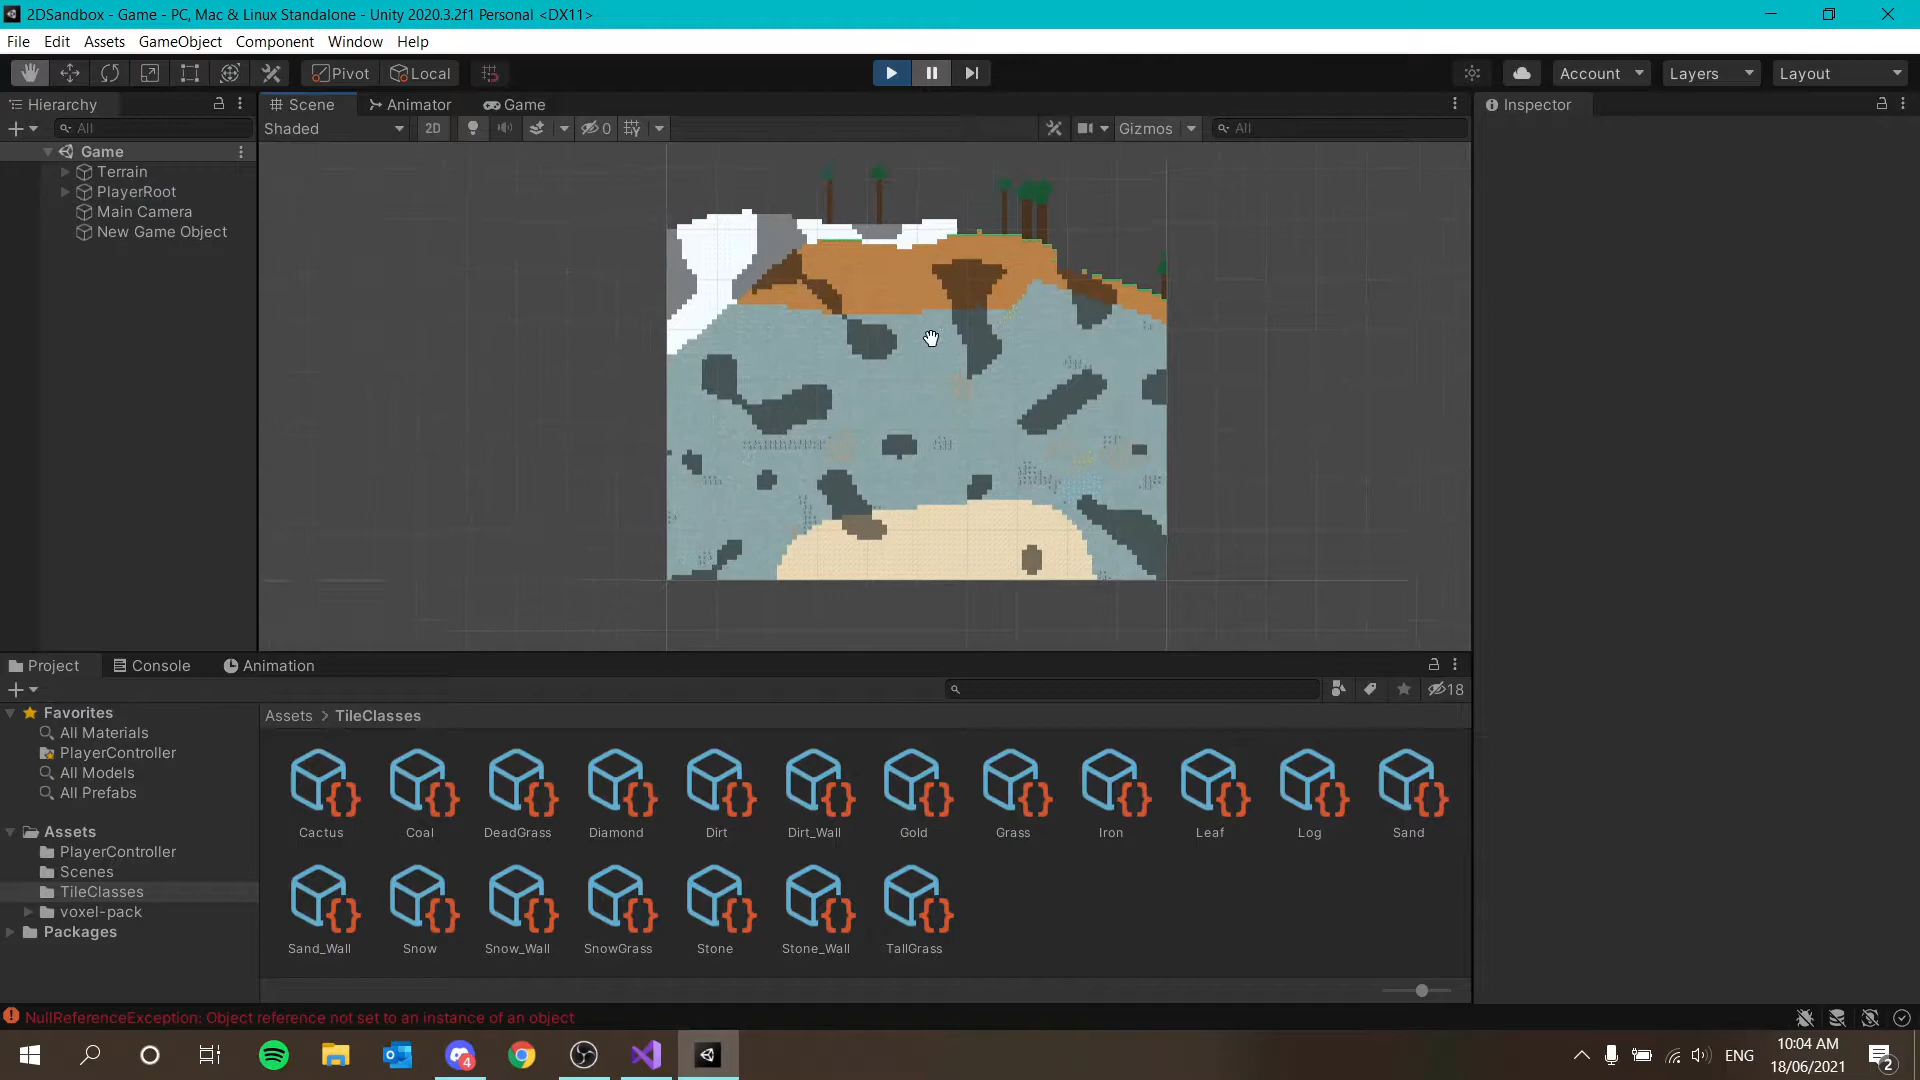 2DSandbox - Game - PC, Mac & Linux Standalone - Unity 2020.3.2f1 Personal <DX11>
File Edit Assets GameObject Component Window Help
Pivot Local Account Layers Layout
Hierarchy Scene Animator Game Inspector
All Shaded 2D 0 Gizmos All
Game
Terrain
PlayerRoot
Main Camera
New Game Object
Project Console Animation
18
Favorites Assets > TileClasses
All Materials
PlayerController
All Models
All Prefabs
Assets
PlayerController
Scenes
TileClasses
voxel-pack
Packages
Cactus Coal DeadGrass Diamond Dirt Dirt_Wall Gold Grass Iron Leaf Log Sand
Sand_Wall Snow Snow_Wall SnowGrass Stone Stone_Wall TallGrass
NullReferenceException: Object reference not set to an instance of an object
4 ENG 10:04 AM
18/06/2021 2